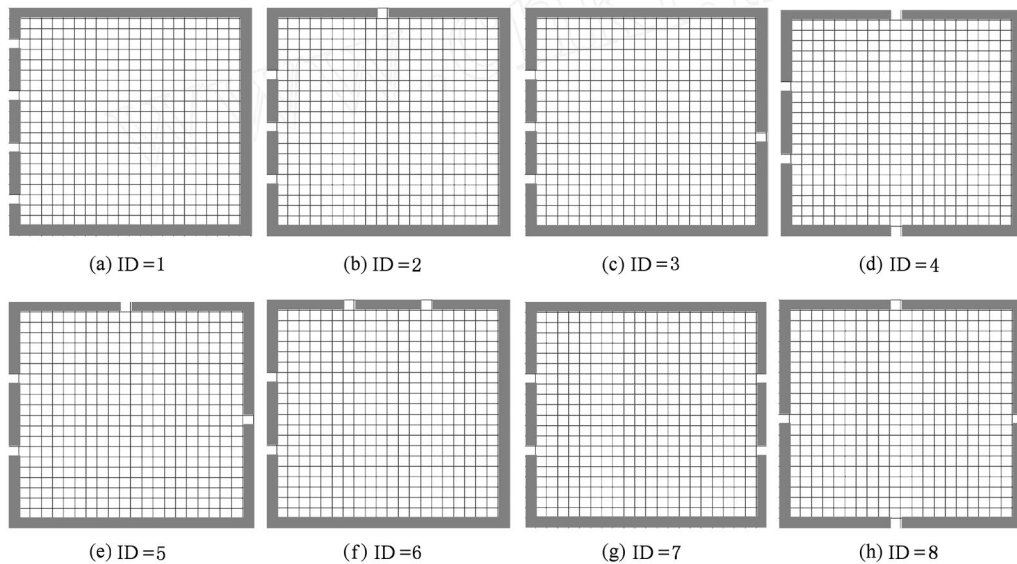 (a) ID=1
(b) ID=2
(c) ID=3
(d) ID=4
(e) ID=5
(f) ID=6
(g) ID=7
(h) ID=8